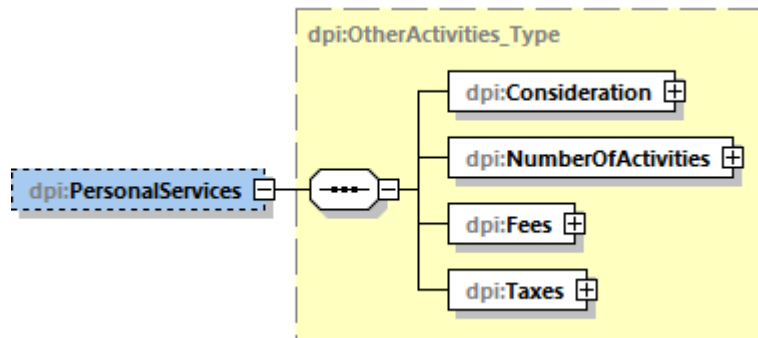 dpi:OtherActivities_Type
dpi:Consideration
dpi:NumberOfActivities
dpi:PersonalServices
dpi:Fees
dpi:Taxes